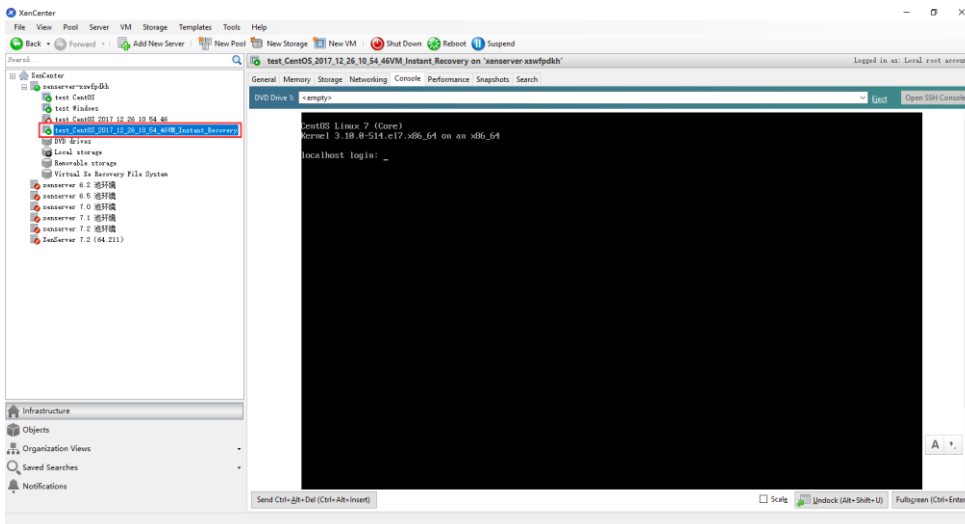 XenCenter
File View Pool Server VM Storage Templates Tools Help
Back Forward Add New Server New Pool New Storage New VM Shut Down Reboot Suspend
Search...
test_CentOS_2017_12_26_10_54_46VM_Instant_Recovery on 'xenserver-xswfpdkh'
Logged in as: Local root accou
XenCenter
xenserver-xswfpdkh
test CentOS
test Windows
test_CentOS_2017_12_26_10_54_46
test_CentOS_2017_12_26_10_54_46VM_Instant_Recovery
DVD drives
Local storage
Removable storage
Virtual Xe Recovery File System
xenserver 6.2 池环境
xenserver 6.5 池环境
xenserver 7.0 池环境
xenserver 7.1 池环境
xenserver 7.2 池环境
XenServer 7.2 (64.211)
General Memory Storage Networking Console Performance Snapshots Search
DVD Drive 1: <empty> Eject Open SSH Console
CentOS Linux 7 (Core)
Kernel 3.10.0-514.el7.x86_64 on an x86_64
localhost login: _
Infrastructure
Objects
Organization Views
Saved Searches
Notifications
A
Send Ctrl+Alt+Del (Ctrl+Alt+Insert) Scale Undock (Alt+Shift+U) Fullscreen (Ctrl+Enter